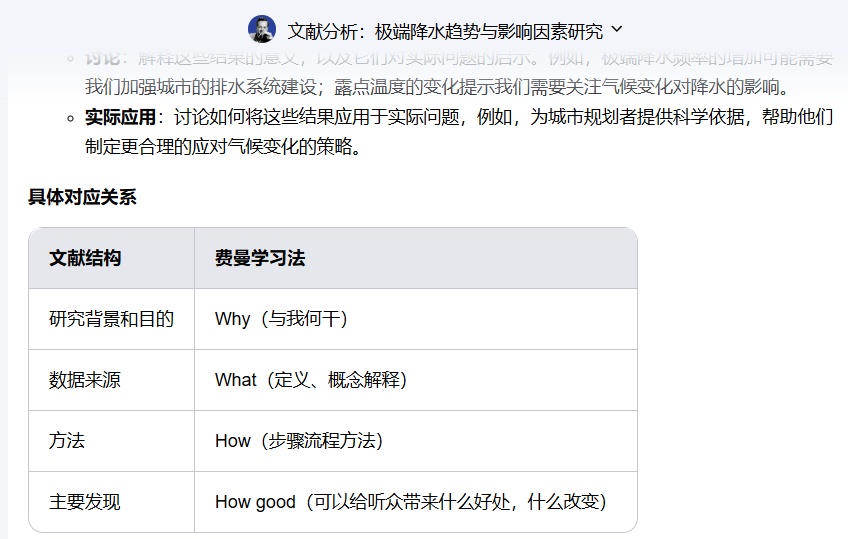 文献分析：极端降水趋势与影响因素研究
讨论：解释这些结果的意义，以及它们对实际问题的启示。例如，极端降水频率的增加可能需要
我们加强城市的排水系统建设；露点温度的变化提示我们需要关注气候变化对降水的影响。
实际应用：讨论如何将这些结果应用于实际问题，例如，为城市规划者提供科学依据，帮助他们
制定更合理的应对气候变化的策略。
具体对应关系
文献结构 费曼学习法
研究背景和目的 Why（与我何干）
数据来源 What（定义、概念解释）
方法 How（步骤流程方法）
主要发现 How good（可以给听众带来什么好处，什么改变）